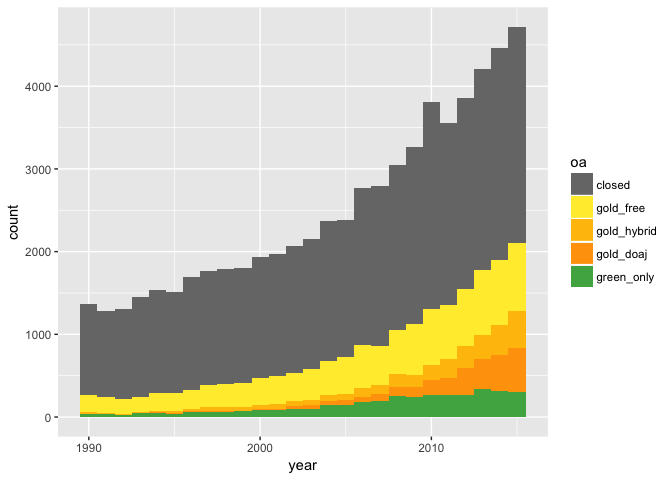 count
4000
3000
2000
1000
0
1990
2000
2010
year
oa
closed
gold_free
gold_hybrid
gold_doaj
green_only